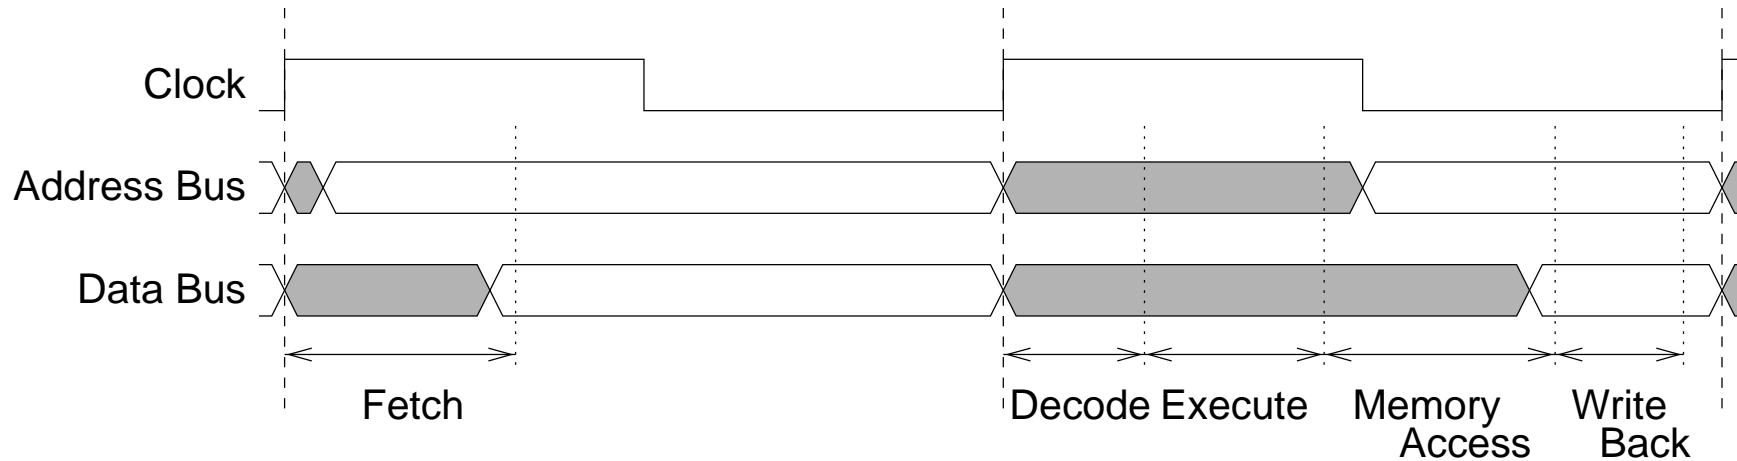 Clock
Address Bus
Data Bus
Fetch
Decode
Execute
Memory
Access
Write
Back